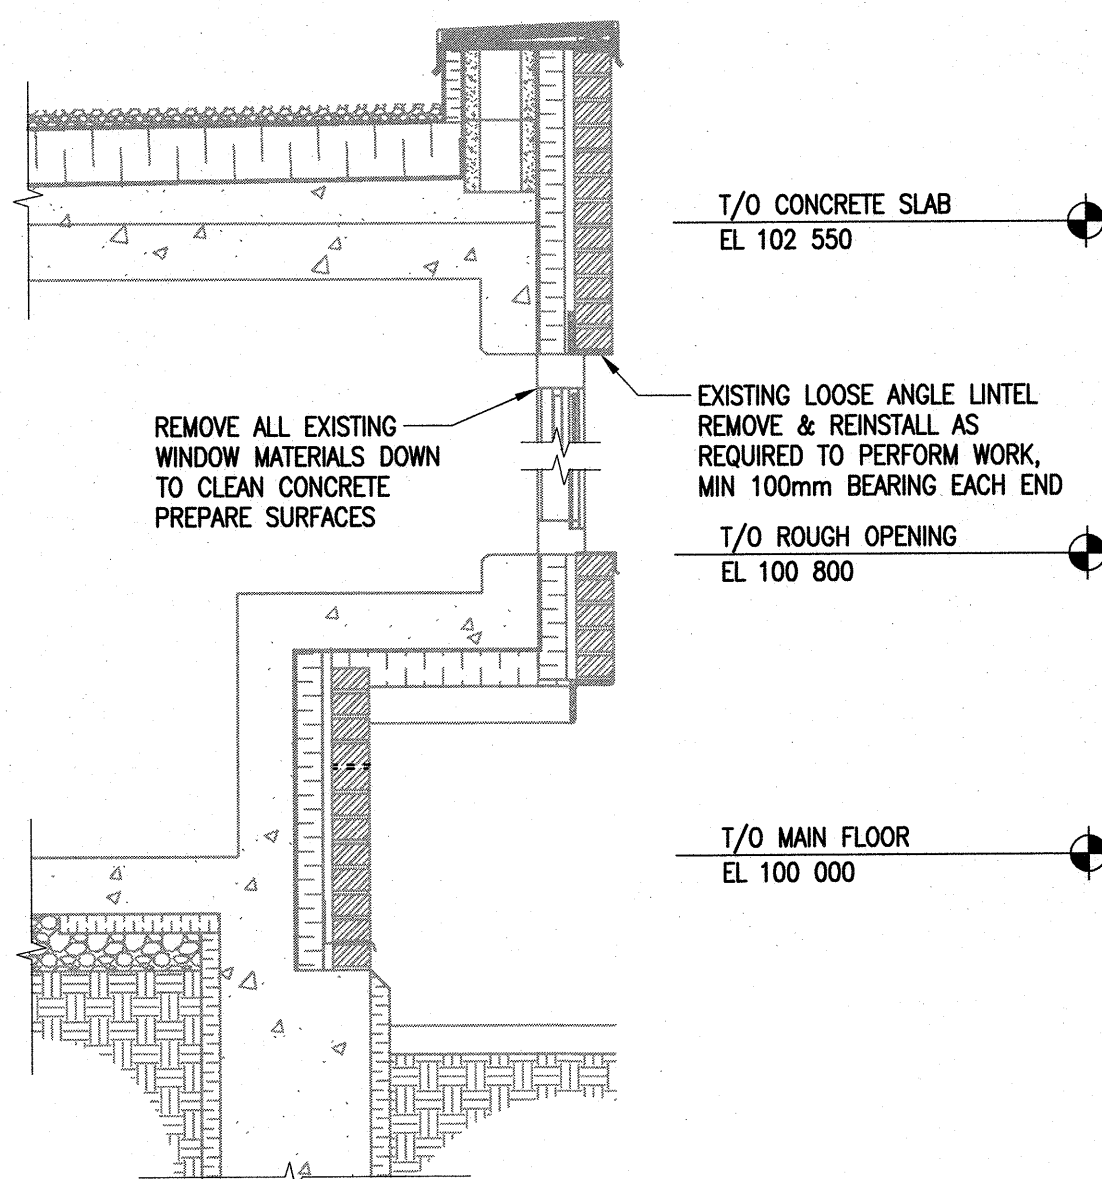 T/O CONCRETE SLAB
EL 102 550
EXISTING LOOSE ANGLE LINTEL
REMOVE & REINSTALL AS
REQUIRED TO PERFORM WORK,
MIN 100mm BEARING EACH END
REMOVE ALL EXISTING
WINDOW MATERIALS DOWN
TO CLEAN CONCRETE
PREPARE SURFACES
T/O ROUGH OPENING
EL 100 800
T/O MAIN FLOOR
EL 100 000